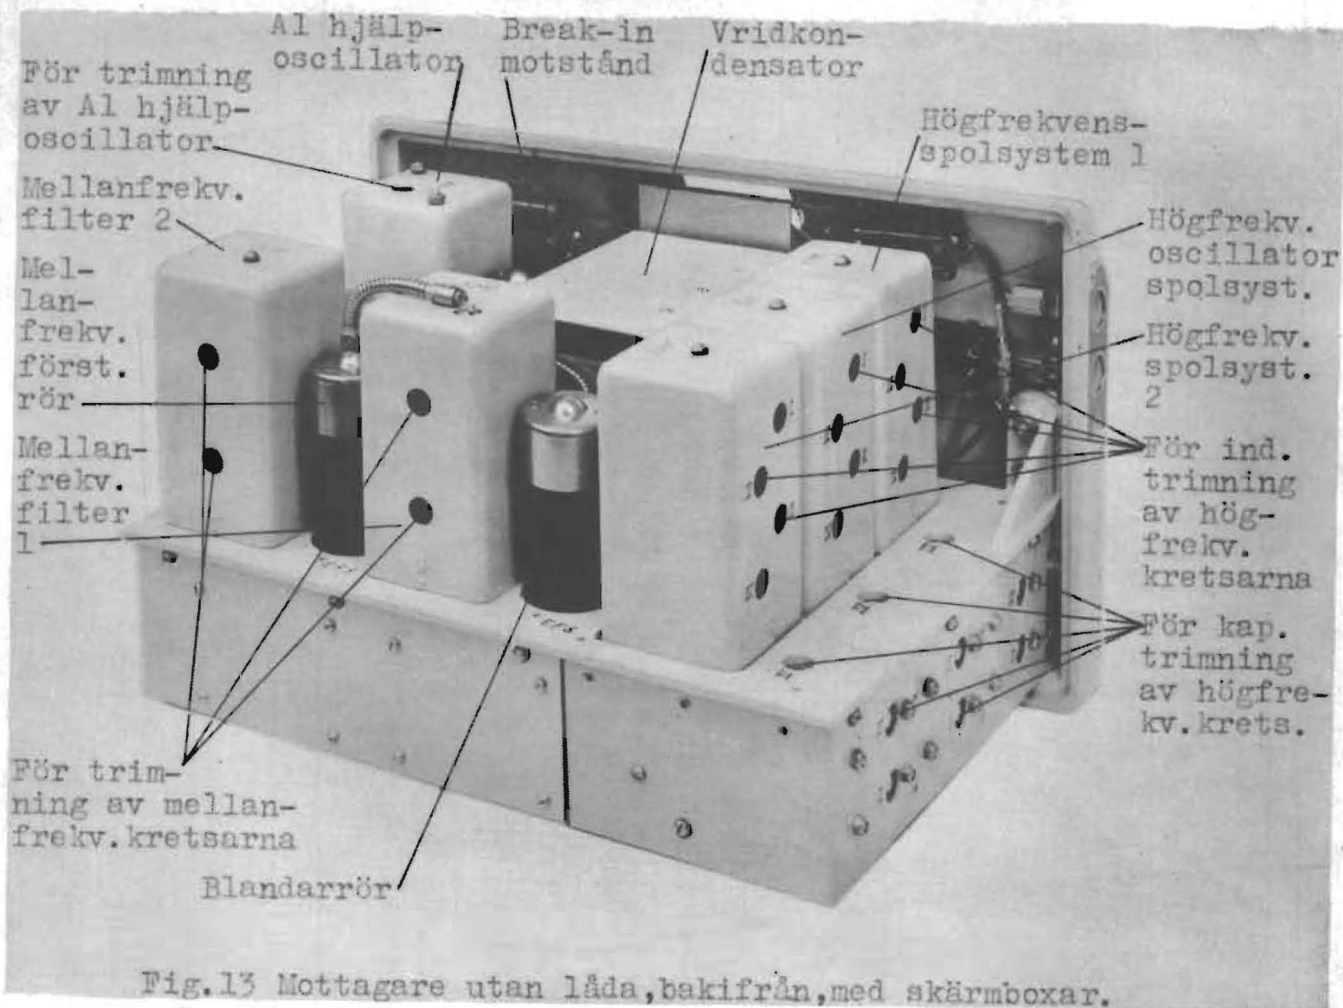 Al hjälp-
oscillator
Break-in
motstånd
Vridkon-
densator
För trimning
av Al hjälp-
oscillator
Högfrekvens-
spolsystem 1
Mellanfrekv.
filter 2
Högfrekv.
oscillator
spolsyst.
Mel-
lan-
frekv.
först.
rör
Högfrekv.
spolsyst.
2
Mellan-
frekv.
filter
1
För ind.
trimning
av hög-
frekv.
kretsarna
För kap.
trimning
av högfre-
kv.krets.
För trim-
ning av mellan-
frekv.kretsarna
Blandarrör
Fig.13 Mottagare utan låda,bakifrån,med skärmboxar.